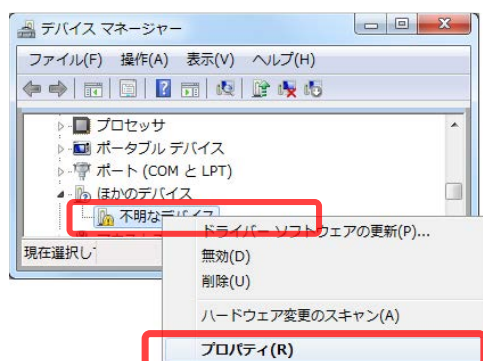 デバイス マネージャー
ファイル(F) 操作(A) 表示(V) ヘルプ(H)
プロセッサ
ポータブル デバイス
ポート (COM と LPT)
ほかのデバイス
不明なデバイス
現在選択し
ドライバー ソフトウェアの更新(P)...
無効(D)
削除(U)
ハードウェア変更のスキャン(A)
プロパティ(R)